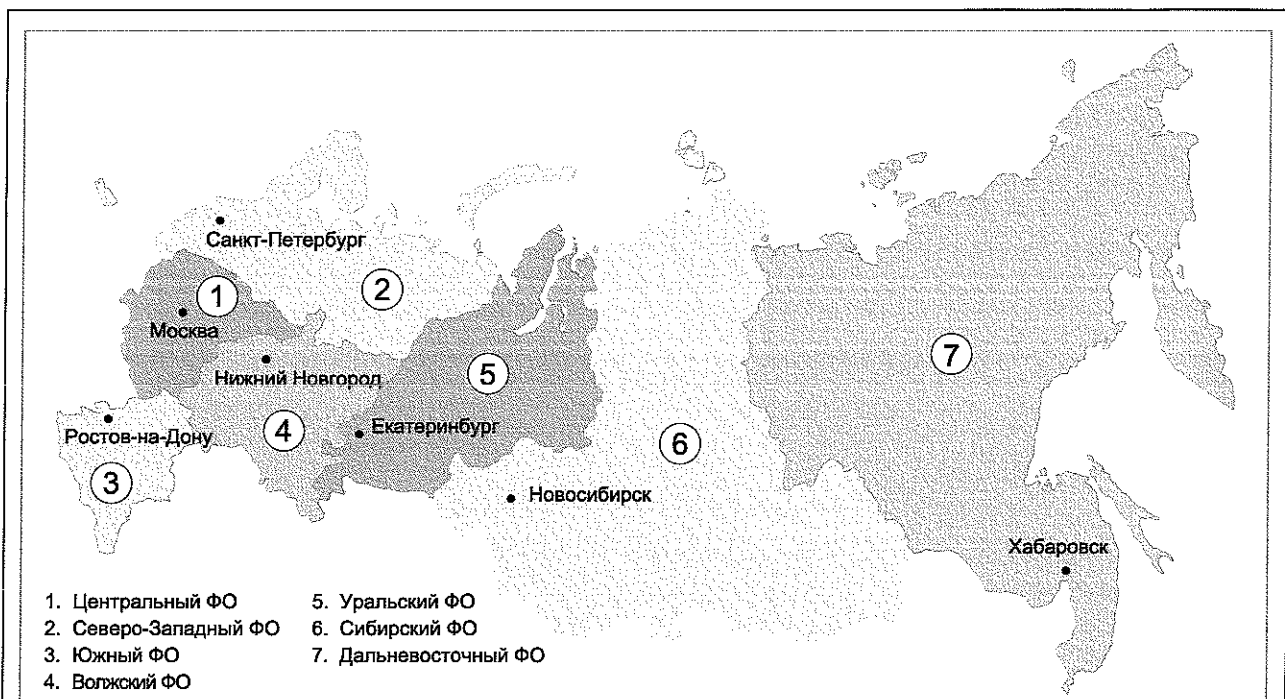 Санкт-Петербург
1
2
Москва
7
Нижний Новгород
5
4
Екатеринбург
Ростов-на-Дону
6
3
Новосибирск
Хабаровск
1. Центральный ФО
2. Северо-Западный ФО
3. Южный ФО
4. Волжский ФО
5. Уральский ФО
6. Сибирский ФО
7. Дальневосточный ФО